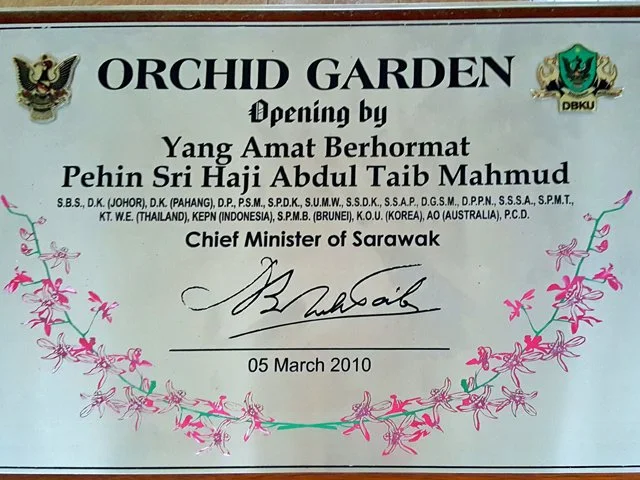 ORCHID GARDEN
DBKU
Opening by
Yang Amat Berhormat
Pehin Sri Haji Abdul Taib Mahmud
S.B.S., D.K. (JOHOR), D.K. (PAHANG), D.P., P.S.M., S.P.D.K., S.U.M.W., S.S.D.K., S.S.A.P., D.G.S.M., D.P.P.N., S.S.S.A., S.P.M.T.,
KT. W.E. (THAILAND), KEPN (INDONESIA), S.P.M.B. (BRUNEI), K.O.U. (KOREA), AO (AUSTRALIA), P.C.D.
Chief Minister of Sarawak
05 March 2010